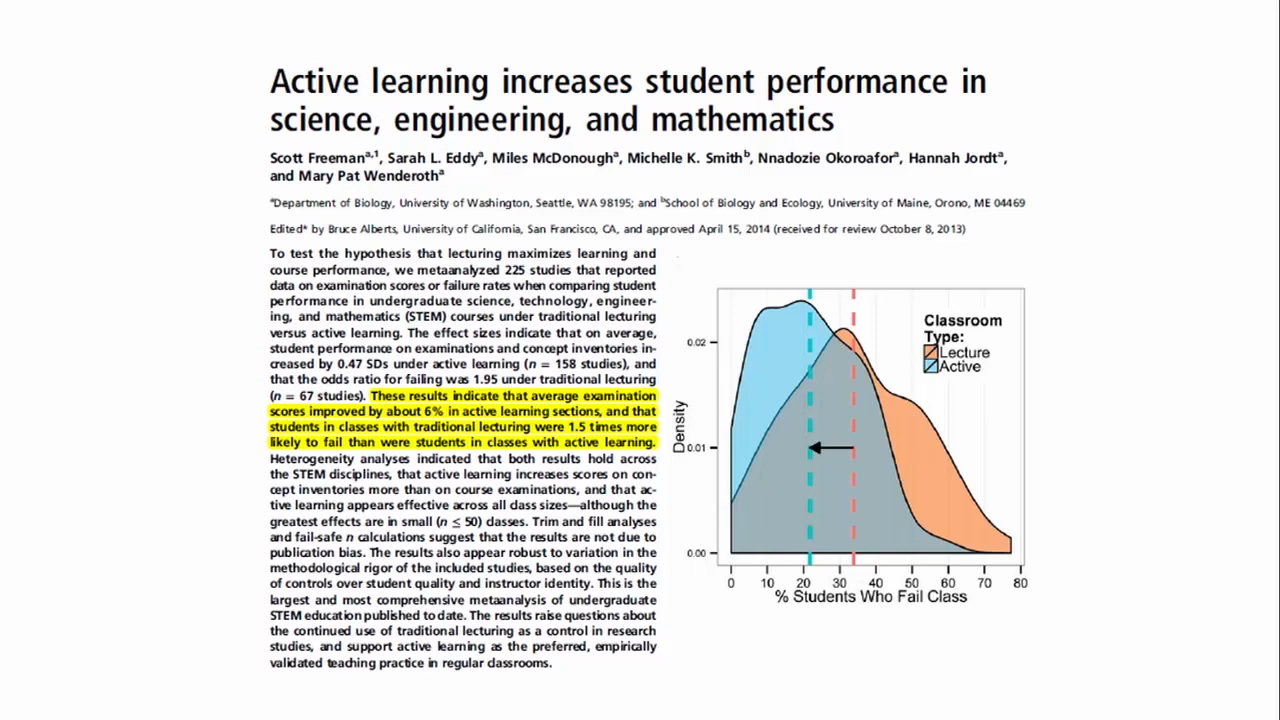 Active learning increases student performance in
science, engineering, and mathematics
Scott Freemanᵃ,¹, Sarah L. Eddyᵃ, Miles McDonoughᵃ, Michelle K. Smithᵇ, Nnadozie Okoroaforᵃ, Hannah Jordtᵃ,
and Mary Pat Wenderothᵃ
ᵃDepartment of Biology, University of Washington, Seattle, WA 98195; and ᵇSchool of Biology and Ecology, University of Maine, Orono, ME 04469
Edited* by Bruce Alberts, University of California, San Francisco, CA, and approved April 15, 2014 (received for review October 8, 2013)
To test the hypothesis that lecturing maximizes learning and
course performance, we metaanalyzed 225 studies that reported
data on examination scores or failure rates when comparing student
performance in undergraduate science, technology, engineer-
ing, and mathematics (STEM) courses under traditional lecturing
versus active learning. The effect sizes indicate that on average,
student performance on examinations and concept inventories in-
creased by 0.47 SDs under active learning (n = 158 studies), and
that the odds ratio for failing was 1.95 under traditional lecturing
(n = 67 studies). These results indicate that average examination
scores improved by about 6% in active learning sections, and that
students in classes with traditional lecturing were 1.5 times more
likely to fail than were students in classes with active learning.
Heterogeneity analyses indicated that both results hold across
the STEM disciplines, that active learning increases scores on con-
cept inventories more than on course examinations, and that ac-
tive learning appears effective across all class sizes—although the
greatest effects are in small (n ≤ 50) classes. Trim and fill analyses
and fail-safe n calculations suggest that the results are not due to
publication bias. The results also appear robust to variation in the
methodological rigor of the included studies, based on the quality
of controls over student quality and instructor identity. This is the
largest and most comprehensive metaanalysis of undergraduate
STEM education published to date. The results raise questions about
the continued use of traditional lecturing as a control in research
studies, and support active learning as the preferred, empirically
validated teaching practice in regular classrooms.
Classroom
Type:
Lecture
Active
Density
0.02
0.01
0.00
0 10 20 30 40 50 60 70 80
% Students Who Fail Class